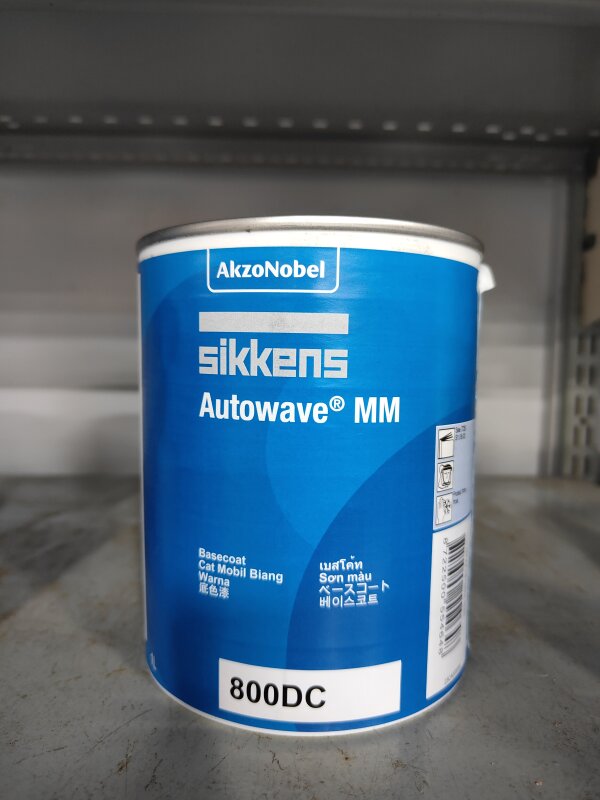 AkzoNobel
sikkens
Autowave® MM
Basecoat
Cat Mobil Biang
Warna
底色漆
เบสโค้ท
Sơn màu
ベースコート
베이스코트
800DC
1L